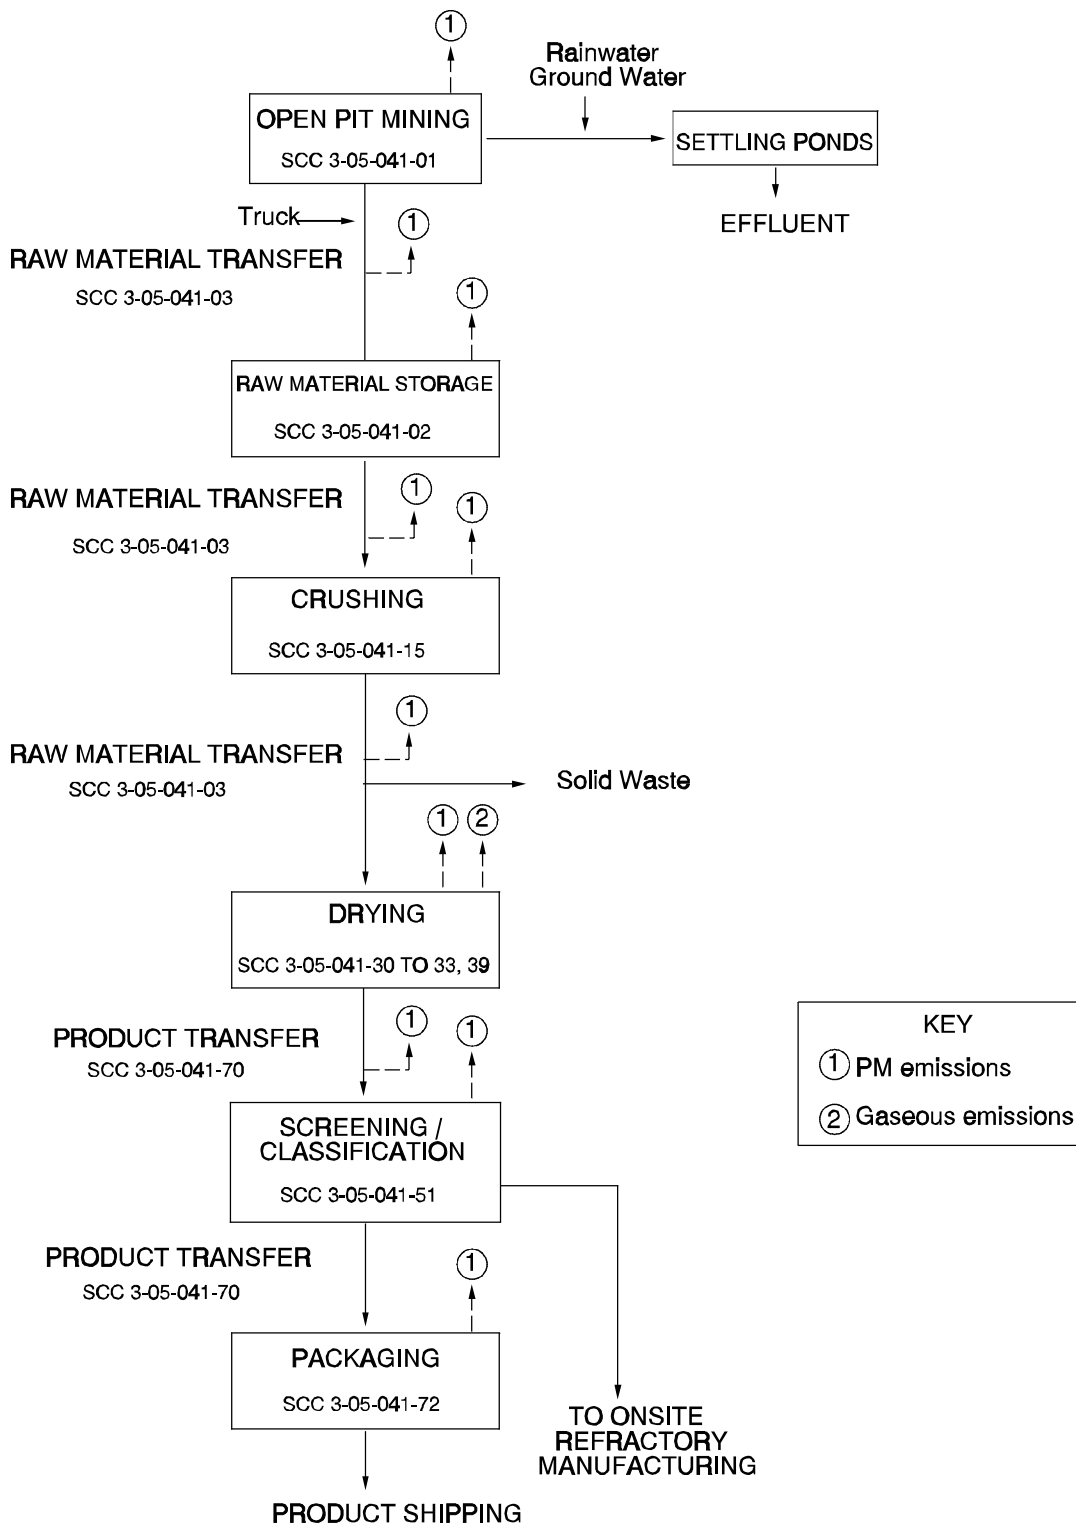 1
Rainwater
Ground Water
OPEN PIT MINING
SCC 3-05-041-01
SETTLING PONDS
EFFLUENT
Truck
1
RAW MATERIAL TRANSFER
SCC 3-05-041-03
1
RAW MATERIAL STORAGE
SCC 3-05-041-02
1
RAW MATERIAL TRANSFER
1
SCC 3-05-041-03
CRUSHING
SCC 3-05-041-15
1
RAW MATERIAL TRANSFER
SCC 3-05-041-03
Solid Waste
1 2
DRYING
SCC 3-05-041-30 TO 33, 39
PRODUCT TRANSFER
1
1
SCC 3-05-041-70
KEY
1 PM emissions
2 Gaseous emissions
SCREENING /
CLASSIFICATION
SCC 3-05-041-51
PRODUCT TRANSFER
1
SCC 3-05-041-70
PACKAGING
SCC 3-05-041-72
TO ONSITE
REFRACTORY
MANUFACTURING
PRODUCT SHIPPING